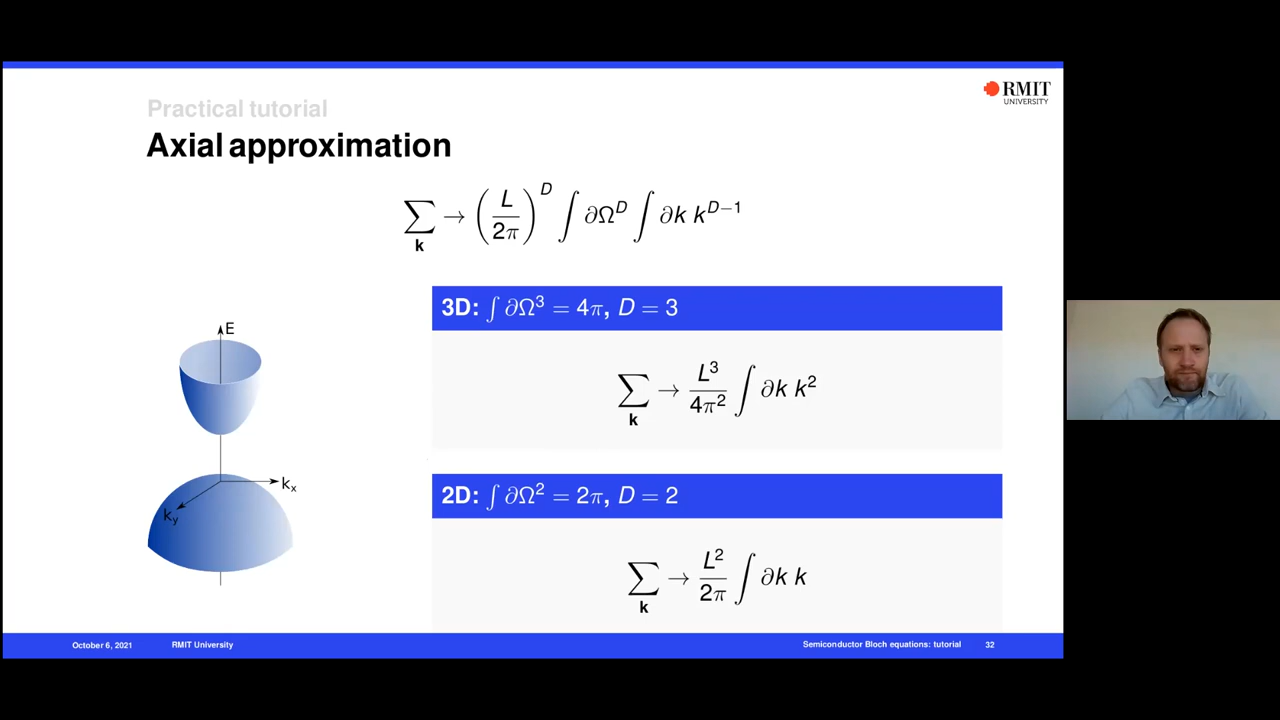 RMIT
UNIVERSITY
Practical tutorial
Axial approximation
∑_k → (L/2π)^D ∫ ∂Ω^D ∫ ∂k k^{D−1}
3D: ∫ ∂Ω³ = 4π, D = 3
∑_k → L³/4π² ∫ ∂k k²
E
k_x
k_y
2D: ∫ ∂Ω² = 2π, D = 2
∑_k → L²/2π ∫ ∂k k
October 6, 2021 RMIT University Semiconductor Bloch equations: tutorial 32